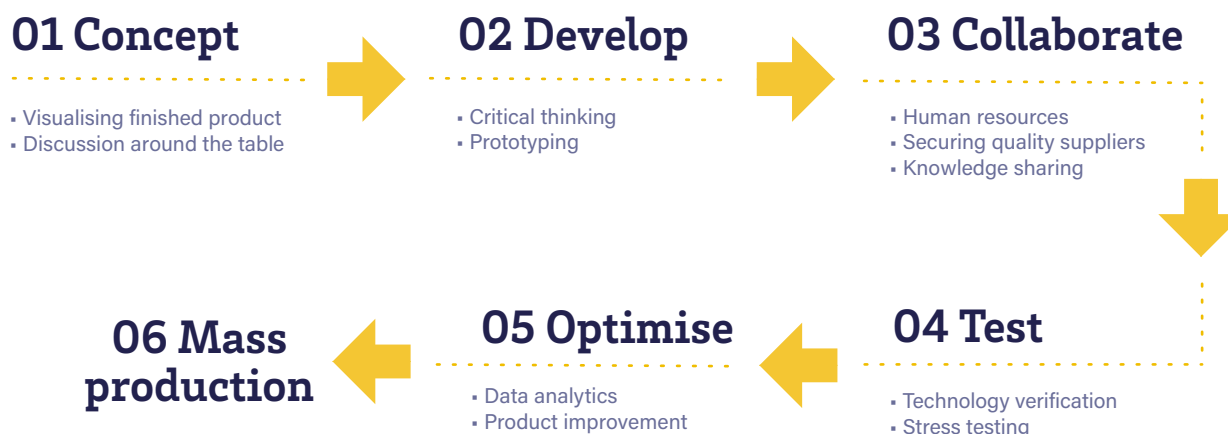 01 Concept
▪ Visualising finished product
▪ Discussion around the table
02 Develop
▪ Critical thinking
▪ Prototyping
03 Collaborate
▪ Human resources
▪ Securing quality suppliers
▪ Knowledge sharing
04 Test
▪ Technology verification
▪ Stress testing
05 Optimise
▪ Data analytics
▪ Product improvement
06 Mass
production